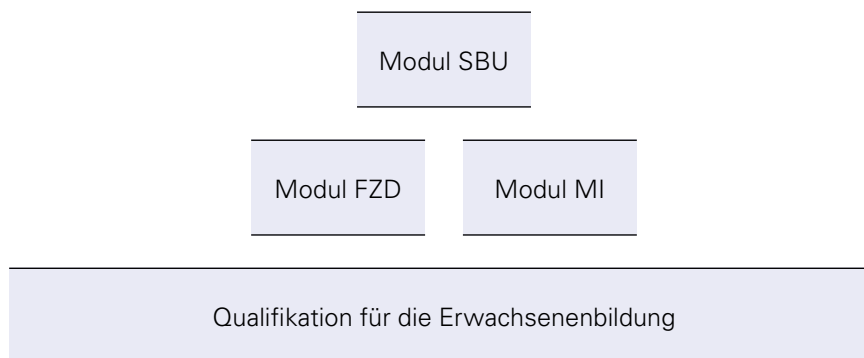 Modul SBU
Modul FZD
Modul MI
Qualifikation für die Erwachsenenbildung